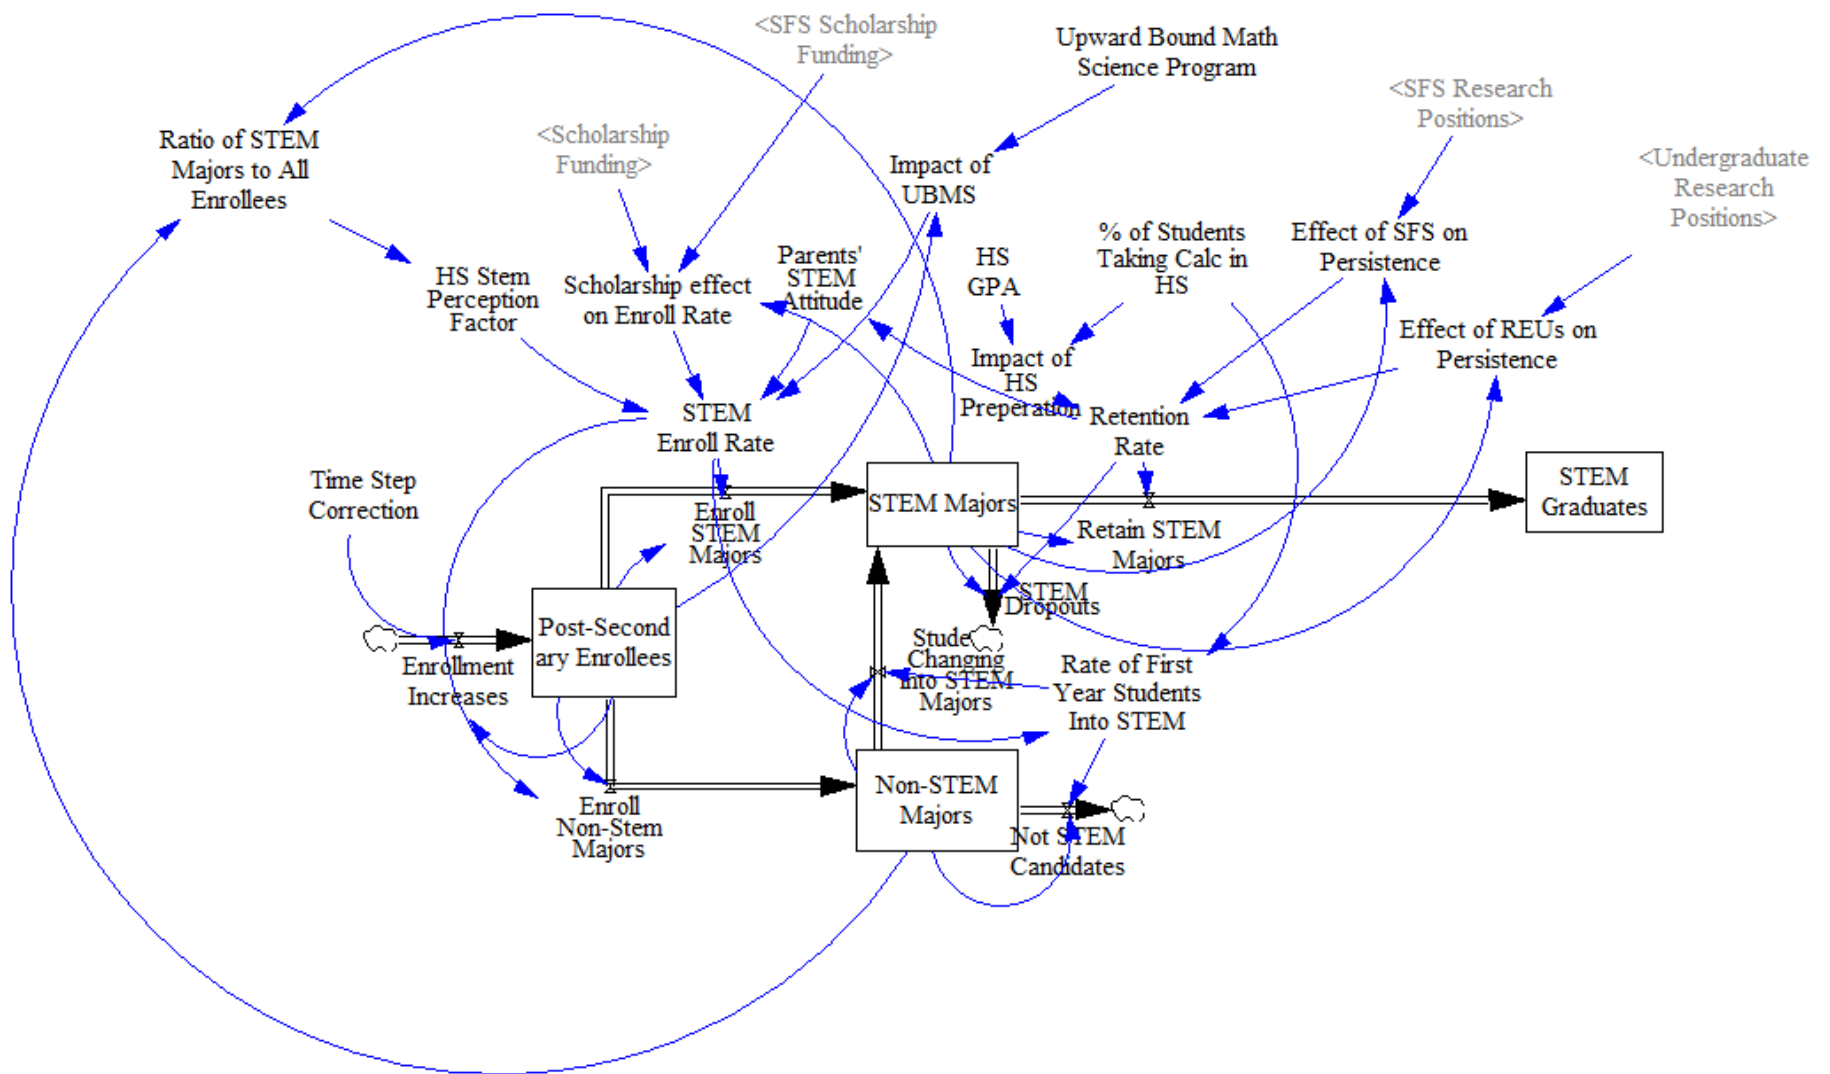 <SFS Scholarship
Funding>
Upward Bound Math
Science Program
<SFS Research
Positions>
Ratio of STEM
Majors to All
Enrollees
<Scholarship
Funding>
Impact of
UBMS
<Undergraduate
Research
Positions>
HS Stem
Perception
Factor
Scholarship effect
on Enroll Rate
Parents'
STEM
Attitude
HS
GPA
% of Students
Taking Calc in
HS
Effect of SFS on
Persistence
Effect of REUs on
Persistence
Impact of
HS
Preperation
STEM
Enroll Rate
Retention
Rate
Time Step
Correction
Enroll
STEM
Majors
STEM Majors
Retain STEM
Majors
STEM
Graduates
STEM
Dropouts
Post-Second
ary Enrollees
Enrollment
Increases
Changing
into STEM
Majors
Rate of First
Year Students
Into STEM
Enroll
Non-Stem
Majors
Non-STEM
Majors
Not STEM
Candidates